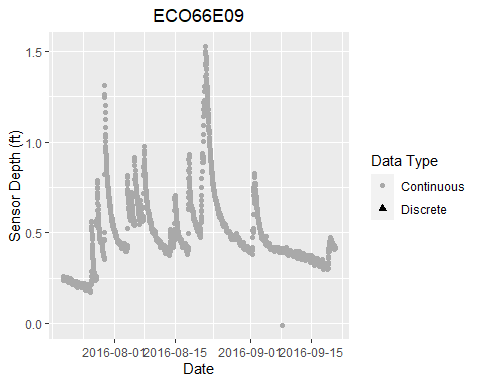 ECO66E09
Sensor Depth (ft)
1.5
1.0
0.5
0.0
2016-08-01
2016-08-15
2016-09-01
2016-09-15
Date
Data Type
Continuous
Discrete